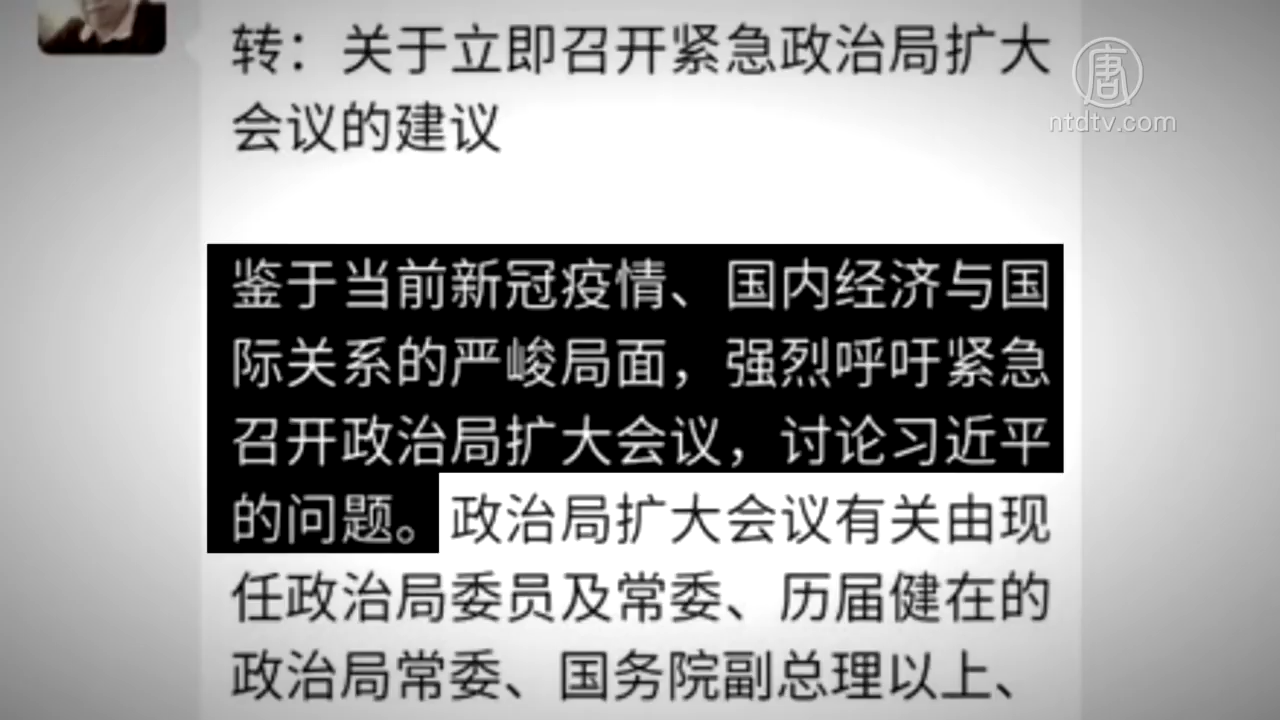 转：关于立即召开紧急政治局扩大
会议的建议
唐
ntdtv.com
鉴于当前新冠疫情、国内经济与国
际关系的严峻局面，强烈呼吁紧急
召开政治局扩大会议，讨论习近平
的问题。政治局扩大会议有关由现
任政治局委员及常委、历届健在的
政治局常委、国务院副总理以上、